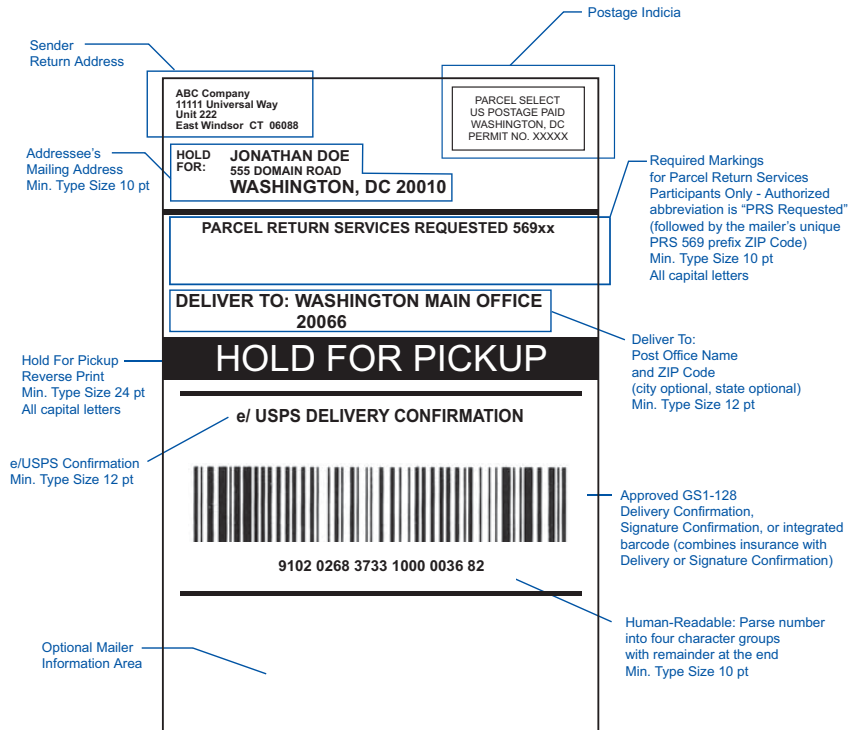 Postage Indicia
Sender
Return Address
ABC Company
11111 Universal Way
Unit 222
East Windsor  CT  06088
PARCEL SELECT
US POSTAGE PAID
WASHINGTON, DC
PERMIT NO. XXXXX
Addressee's
Mailing Address
Min. Type Size 10 pt
HOLD
FOR:
JONATHAN DOE
555 DOMAIN ROAD
WASHINGTON, DC 20010
Required Markings
for Parcel Return Services
Participants Only - Authorized
abbreviation is “PRS Requested”
(followed by the mailer's unique
PRS 569 prefix ZIP Code)
Min. Type Size 10 pt
All capital letters
PARCEL RETURN SERVICES REQUESTED 569xx
DELIVER TO: WASHINGTON MAIN OFFICE
20066
Deliver To:
Post Office Name
and ZIP Code
(city optional, state optional)
Min. Type Size 12 pt
Hold For Pickup
Reverse Print
Min. Type Size 24 pt
All capital letters
HOLD FOR PICKUP
e/ USPS DELIVERY CONFIRMATION
e/USPS Confirmation
Min. Type Size 12 pt
Approved GS1-128
Delivery Confirmation,
Signature Confirmation, or integrated
barcode (combines insurance with
Delivery or Signature Confirmation)
9102 0268 3733 1000 0036 82
Human-Readable: Parse number
into four character groups
with remainder at the end
Min. Type Size 10 pt
Optional Mailer
Information Area